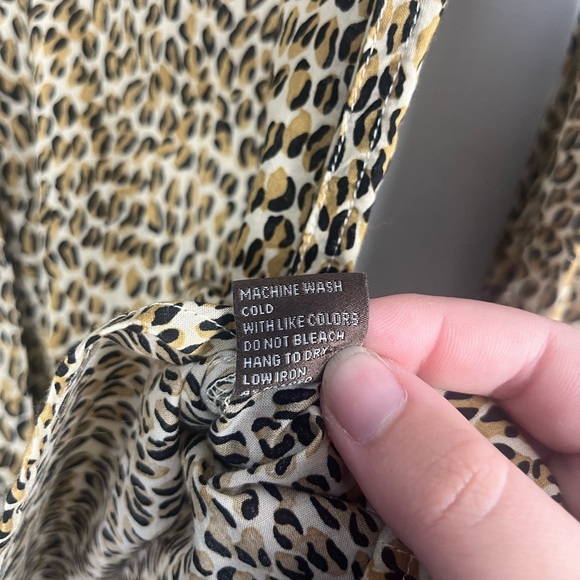 MACHINE WASH
COLD
WITH LIKE COLORS
DO NOT BLEACH
HANG TO DRY
LOW IRON